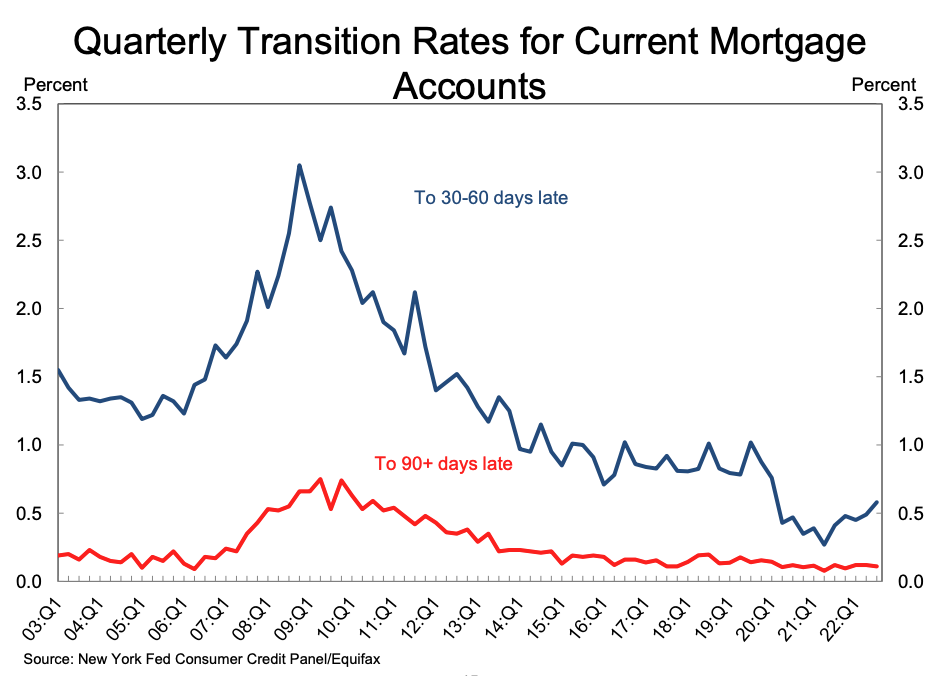 Quarterly Transition Rates for Current Mortgage
Accounts
Percent
Percent
3.5
3.5
3.0
3.0
To 30-60 days late
2.5
2.5
2.0
2.0
1.5
1.5
1.0
1.0
To 90+ days late
0.5
0.5
0.0
0.0
03:Q1
04:Q1
05:Q1
06:Q1
07:Q1
08:Q1
09:Q1
10:Q1
11:Q1
12:Q1
13:Q1
14:Q1
15:Q1
16:Q1
17:Q1
18:Q1
19:Q1
20:Q1
21:Q1
22:Q1
Source: New York Fed Consumer Credit Panel/Equifax